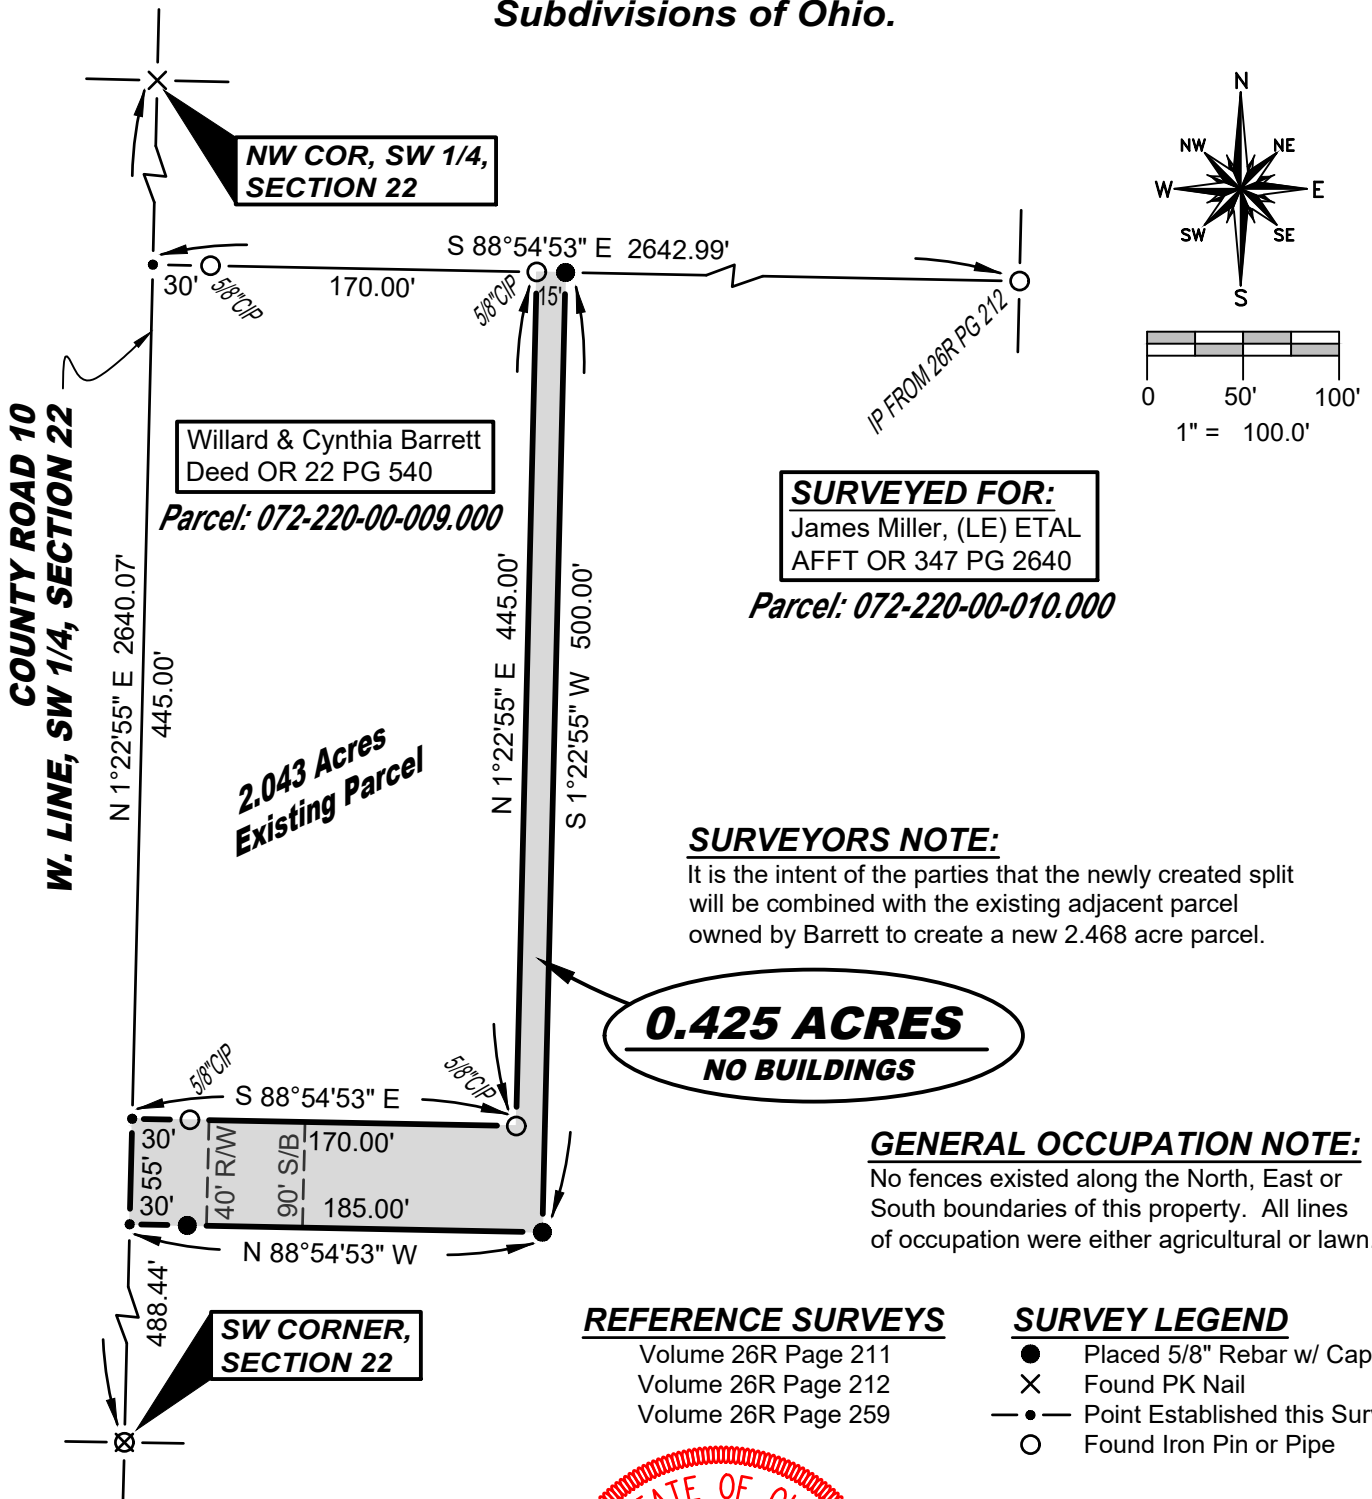 Subdivisions of Ohio.
NW COR, SW 1/4,
SECTION 22
N
NW
NE
W
E
SW
SE
S
S 88°54'53" E 2642.99'
30'
5/8"CIP
170.00'
5/8"CIP
15'
IP FROM 26R PG 212
0 50' 100'
1" = 100.0'
COUNTY ROAD 10
W. LINE, SW 1/4, SECTION 22
Willard & Cynthia Barrett
Deed OR 22 PG 540
Parcel: 072-220-00-009.000
SURVEYED FOR:
James Miller, (LE) ETAL
AFFT OR 347 PG 2640
Parcel: 072-220-00-010.000
N 1°22'55" E 2640.07'
445.00'
N 1°22'55" E 445.00'
S 1°22'55" W 500.00'
2.043 Acres
Existing Parcel
SURVEYORS NOTE:
It is the intent of the parties that the newly created split
will be combined with the existing adjacent parcel
owned by Barrett to create a new 2.468 acre parcel.
0.425 ACRES
NO BUILDINGS
5/8"CIP
5/8"CIP
S 88°54'53" E
30'
170.00'
55'
40' R/W
90' S/B
30'
185.00'
N 88°54'53" W
488.44'
GENERAL OCCUPATION NOTE:
No fences existed along the North, East or
South boundaries of this property. All lines
of occupation were either agricultural or lawn
SW CORNER,
SECTION 22
REFERENCE SURVEYS
Volume 26R Page 211
Volume 26R Page 212
Volume 26R Page 259
SURVEY LEGEND
Placed 5/8" Rebar w/ Cap
Found PK Nail
Point Established this Sur
Found Iron Pin or Pipe
OF